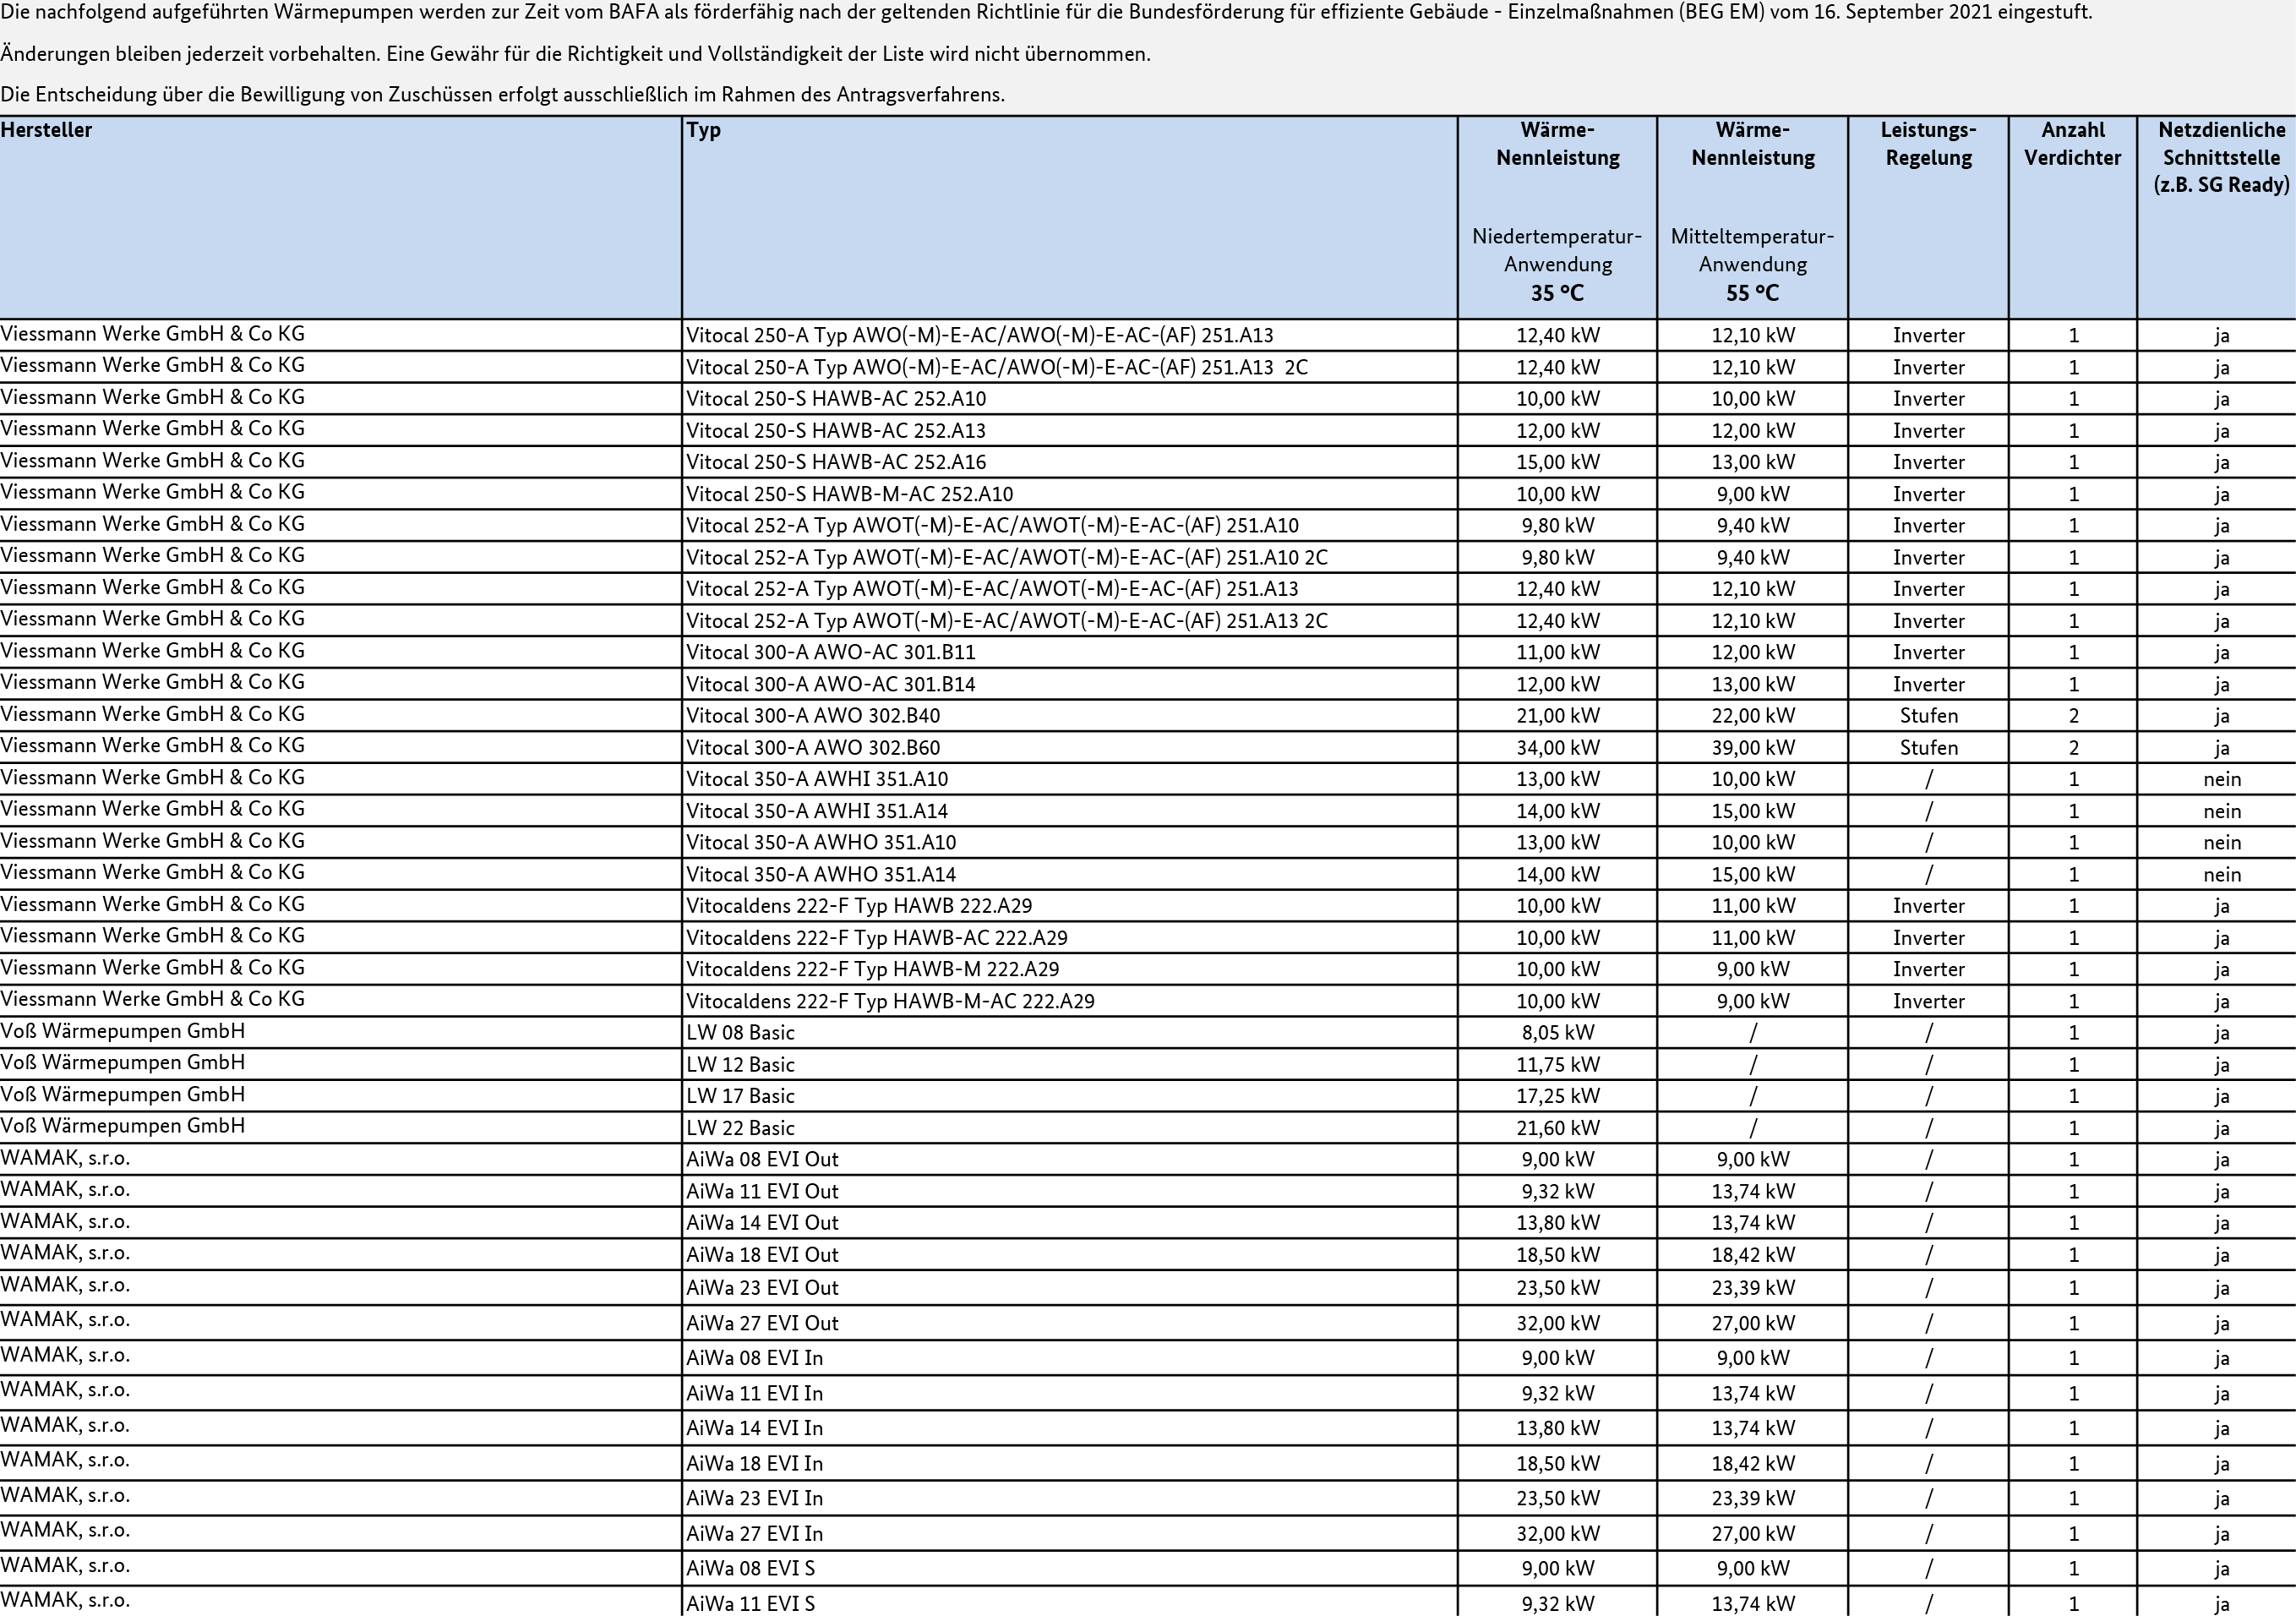 Die nachfolgend aufgeführten Wärmepumpen werden zur Zeit vom BAFA als förderfähig nach der geltenden Richtlinie für die Bundesförderung für effiziente Gebäude - Einzelmaßnahmen (BEG EM) vom 16. September 2021 eingestuft.
Änderungen bleiben jederzeit vorbehalten. Eine Gewähr für die Richtigkeit und Vollständigkeit der Liste wird nicht übernommen.
Die Entscheidung über die Bewilligung von Zuschüssen erfolgt ausschließlich im Rahmen des Antragsverfahrens.
Hersteller Typ Wärme- Wärme- Leistungs- Anzahl Netzdienliche
Nennleistung Nennleistung Regelung Verdichter Schnittstelle
(z.B. SG Ready)
Niedertemperatur- Mitteltemperatur-
Anwendung Anwendung
35 °C 55 °C
Viessmann Werke GmbH & Co KG Vitocal 250-A Typ AWO(-M)-E-AC/AWO(-M)-E-AC-(AF) 251.A13 12,40 kW 12,10 kW Inverter 1 ja
Viessmann Werke GmbH & Co KG Vitocal 250-A Typ AWO(-M)-E-AC/AWO(-M)-E-AC-(AF) 251.A13  2C 12,40 kW 12,10 kW Inverter 1 ja
Viessmann Werke GmbH & Co KG Vitocal 250-S HAWB-AC 252.A10 10,00 kW 10,00 kW Inverter 1 ja
Viessmann Werke GmbH & Co KG Vitocal 250-S HAWB-AC 252.A13 12,00 kW 12,00 kW Inverter 1 ja
Viessmann Werke GmbH & Co KG Vitocal 250-S HAWB-AC 252.A16 15,00 kW 13,00 kW Inverter 1 ja
Viessmann Werke GmbH & Co KG Vitocal 250-S HAWB-M-AC 252.A10 10,00 kW 9,00 kW Inverter 1 ja
Viessmann Werke GmbH & Co KG Vitocal 252-A Typ AWOT(-M)-E-AC/AWOT(-M)-E-AC-(AF) 251.A10 9,80 kW 9,40 kW Inverter 1 ja
Viessmann Werke GmbH & Co KG Vitocal 252-A Typ AWOT(-M)-E-AC/AWOT(-M)-E-AC-(AF) 251.A10 2C 9,80 kW 9,40 kW Inverter 1 ja
Viessmann Werke GmbH & Co KG Vitocal 252-A Typ AWOT(-M)-E-AC/AWOT(-M)-E-AC-(AF) 251.A13 12,40 kW 12,10 kW Inverter 1 ja
Viessmann Werke GmbH & Co KG Vitocal 252-A Typ AWOT(-M)-E-AC/AWOT(-M)-E-AC-(AF) 251.A13 2C 12,40 kW 12,10 kW Inverter 1 ja
Viessmann Werke GmbH & Co KG Vitocal 300-A AWO-AC 301.B11 11,00 kW 12,00 kW Inverter 1 ja
Viessmann Werke GmbH & Co KG Vitocal 300-A AWO-AC 301.B14 12,00 kW 13,00 kW Inverter 1 ja
Viessmann Werke GmbH & Co KG Vitocal 300-A AWO 302.B40 21,00 kW 22,00 kW Stufen 2 ja
Viessmann Werke GmbH & Co KG Vitocal 300-A AWO 302.B60 34,00 kW 39,00 kW Stufen 2 ja
Viessmann Werke GmbH & Co KG Vitocal 350-A AWHI 351.A10 13,00 kW 10,00 kW / 1 nein
Viessmann Werke GmbH & Co KG Vitocal 350-A AWHI 351.A14 14,00 kW 15,00 kW / 1 nein
Viessmann Werke GmbH & Co KG Vitocal 350-A AWHO 351.A10 13,00 kW 10,00 kW / 1 nein
Viessmann Werke GmbH & Co KG Vitocal 350-A AWHO 351.A14 14,00 kW 15,00 kW / 1 nein
Viessmann Werke GmbH & Co KG Vitocaldens 222-F Typ HAWB 222.A29 10,00 kW 11,00 kW Inverter 1 ja
Viessmann Werke GmbH & Co KG Vitocaldens 222-F Typ HAWB-AC 222.A29 10,00 kW 11,00 kW Inverter 1 ja
Viessmann Werke GmbH & Co KG Vitocaldens 222-F Typ HAWB-M 222.A29 10,00 kW 9,00 kW Inverter 1 ja
Viessmann Werke GmbH & Co KG Vitocaldens 222-F Typ HAWB-M-AC 222.A29 10,00 kW 9,00 kW Inverter 1 ja
Voß Wärmepumpen GmbH LW 08 Basic 8,05 kW / / 1 ja
Voß Wärmepumpen GmbH LW 12 Basic 11,75 kW / / 1 ja
Voß Wärmepumpen GmbH LW 17 Basic 17,25 kW / / 1 ja
Voß Wärmepumpen GmbH LW 22 Basic 21,60 kW / / 1 ja
WAMAK, s.r.o. AiWa 08 EVI Out 9,00 kW 9,00 kW / 1 ja
WAMAK, s.r.o. AiWa 11 EVI Out 9,32 kW 13,74 kW / 1 ja
WAMAK, s.r.o. AiWa 14 EVI Out 13,80 kW 13,74 kW / 1 ja
WAMAK, s.r.o. AiWa 18 EVI Out 18,50 kW 18,42 kW / 1 ja
WAMAK, s.r.o. AiWa 23 EVI Out 23,50 kW 23,39 kW / 1 ja
WAMAK, s.r.o. AiWa 27 EVI Out 32,00 kW 27,00 kW / 1 ja
WAMAK, s.r.o. AiWa 08 EVI In 9,00 kW 9,00 kW / 1 ja
WAMAK, s.r.o. AiWa 11 EVI In 9,32 kW 13,74 kW / 1 ja
WAMAK, s.r.o. AiWa 14 EVI In 13,80 kW 13,74 kW / 1 ja
WAMAK, s.r.o. AiWa 18 EVI In 18,50 kW 18,42 kW / 1 ja
WAMAK, s.r.o. AiWa 23 EVI In 23,50 kW 23,39 kW / 1 ja
WAMAK, s.r.o. AiWa 27 EVI In 32,00 kW 27,00 kW / 1 ja
WAMAK, s.r.o. AiWa 08 EVI S 9,00 kW 9,00 kW / 1 ja
WAMAK, s.r.o. AiWa 11 EVI S 9,32 kW 13,74 kW / 1 ja